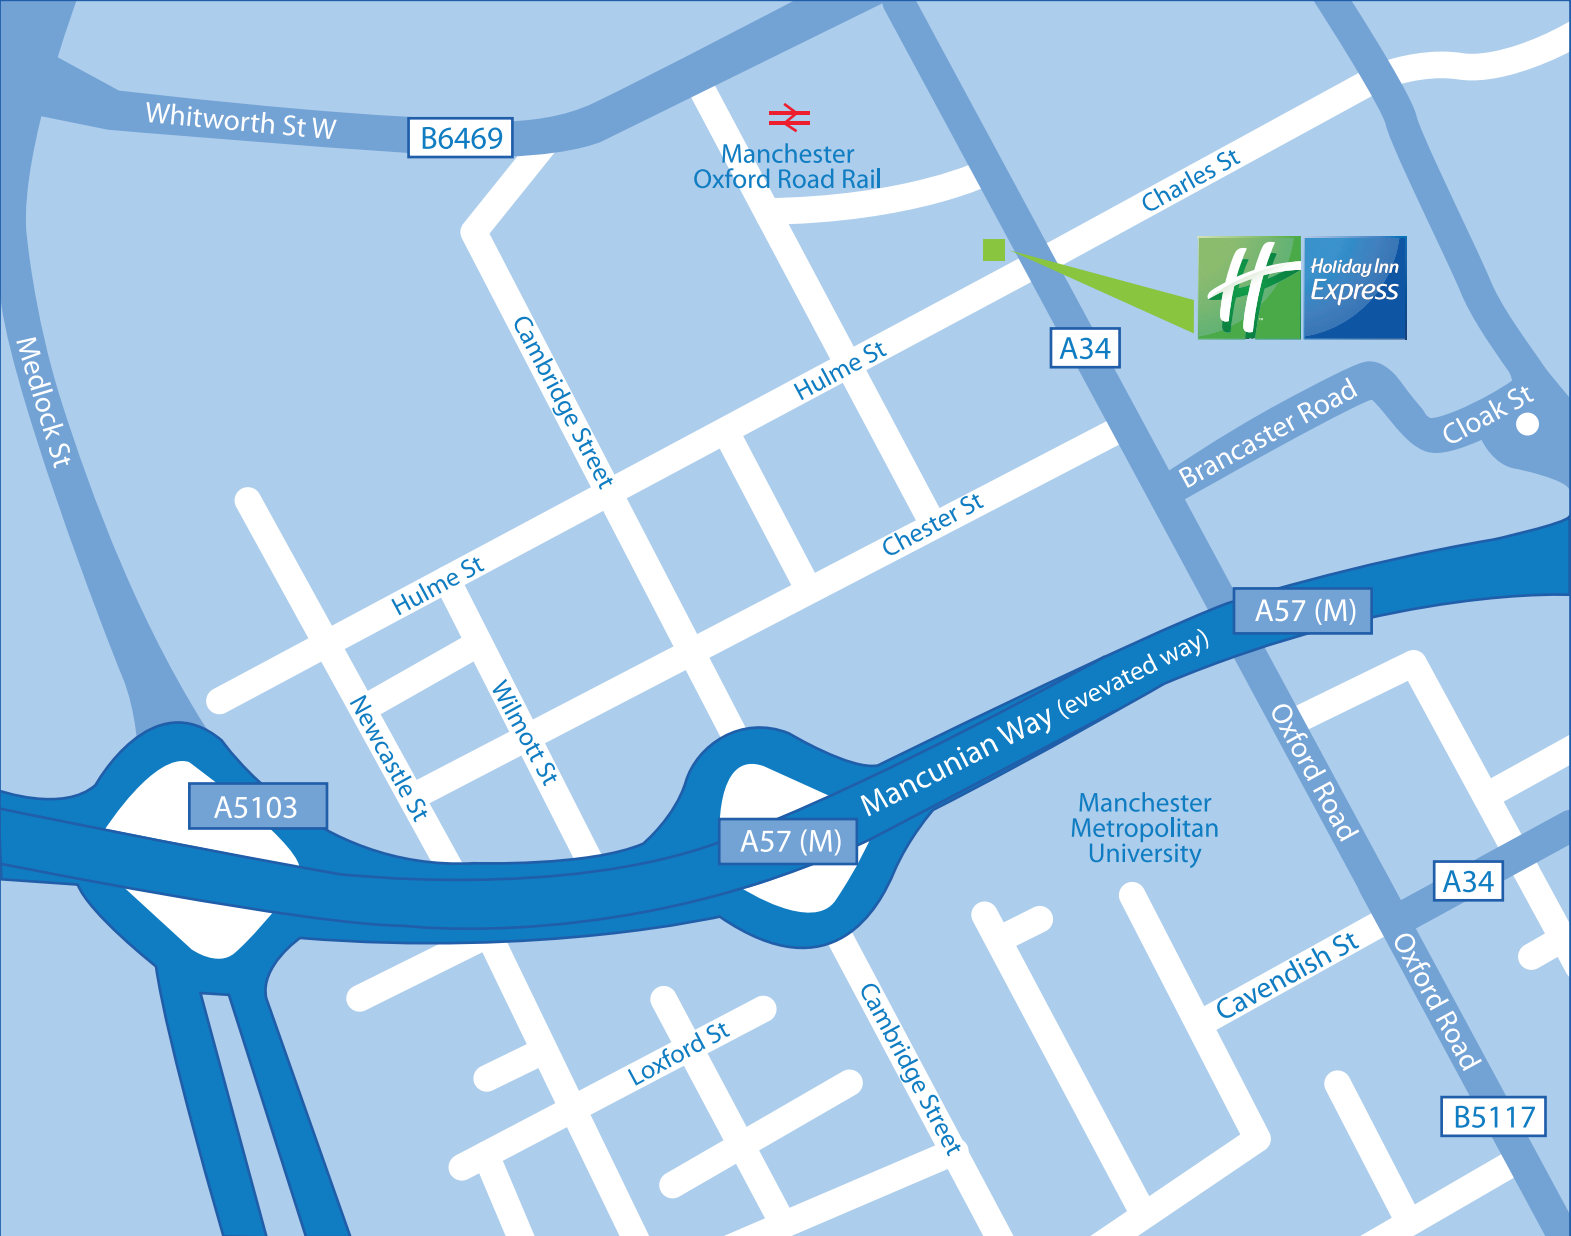 Whitworth St W
B6469
Manchester
Oxford Road Rail
Charles St
Holiday Inn
Express
™
A34
Medlock St
Cambridge Street
Hulme St
Brancaster Road
Cloak St
Chester St
Hulme St
A57 (M)
Mancunian Way (evevated way)
Newcastle St
Wilmott St
A5103
A57 (M)
Manchester
Metropolitan
University
Oxford Road
A34
Cavendish St
Oxford Road
Loxford St
Cambridge Street
B5117